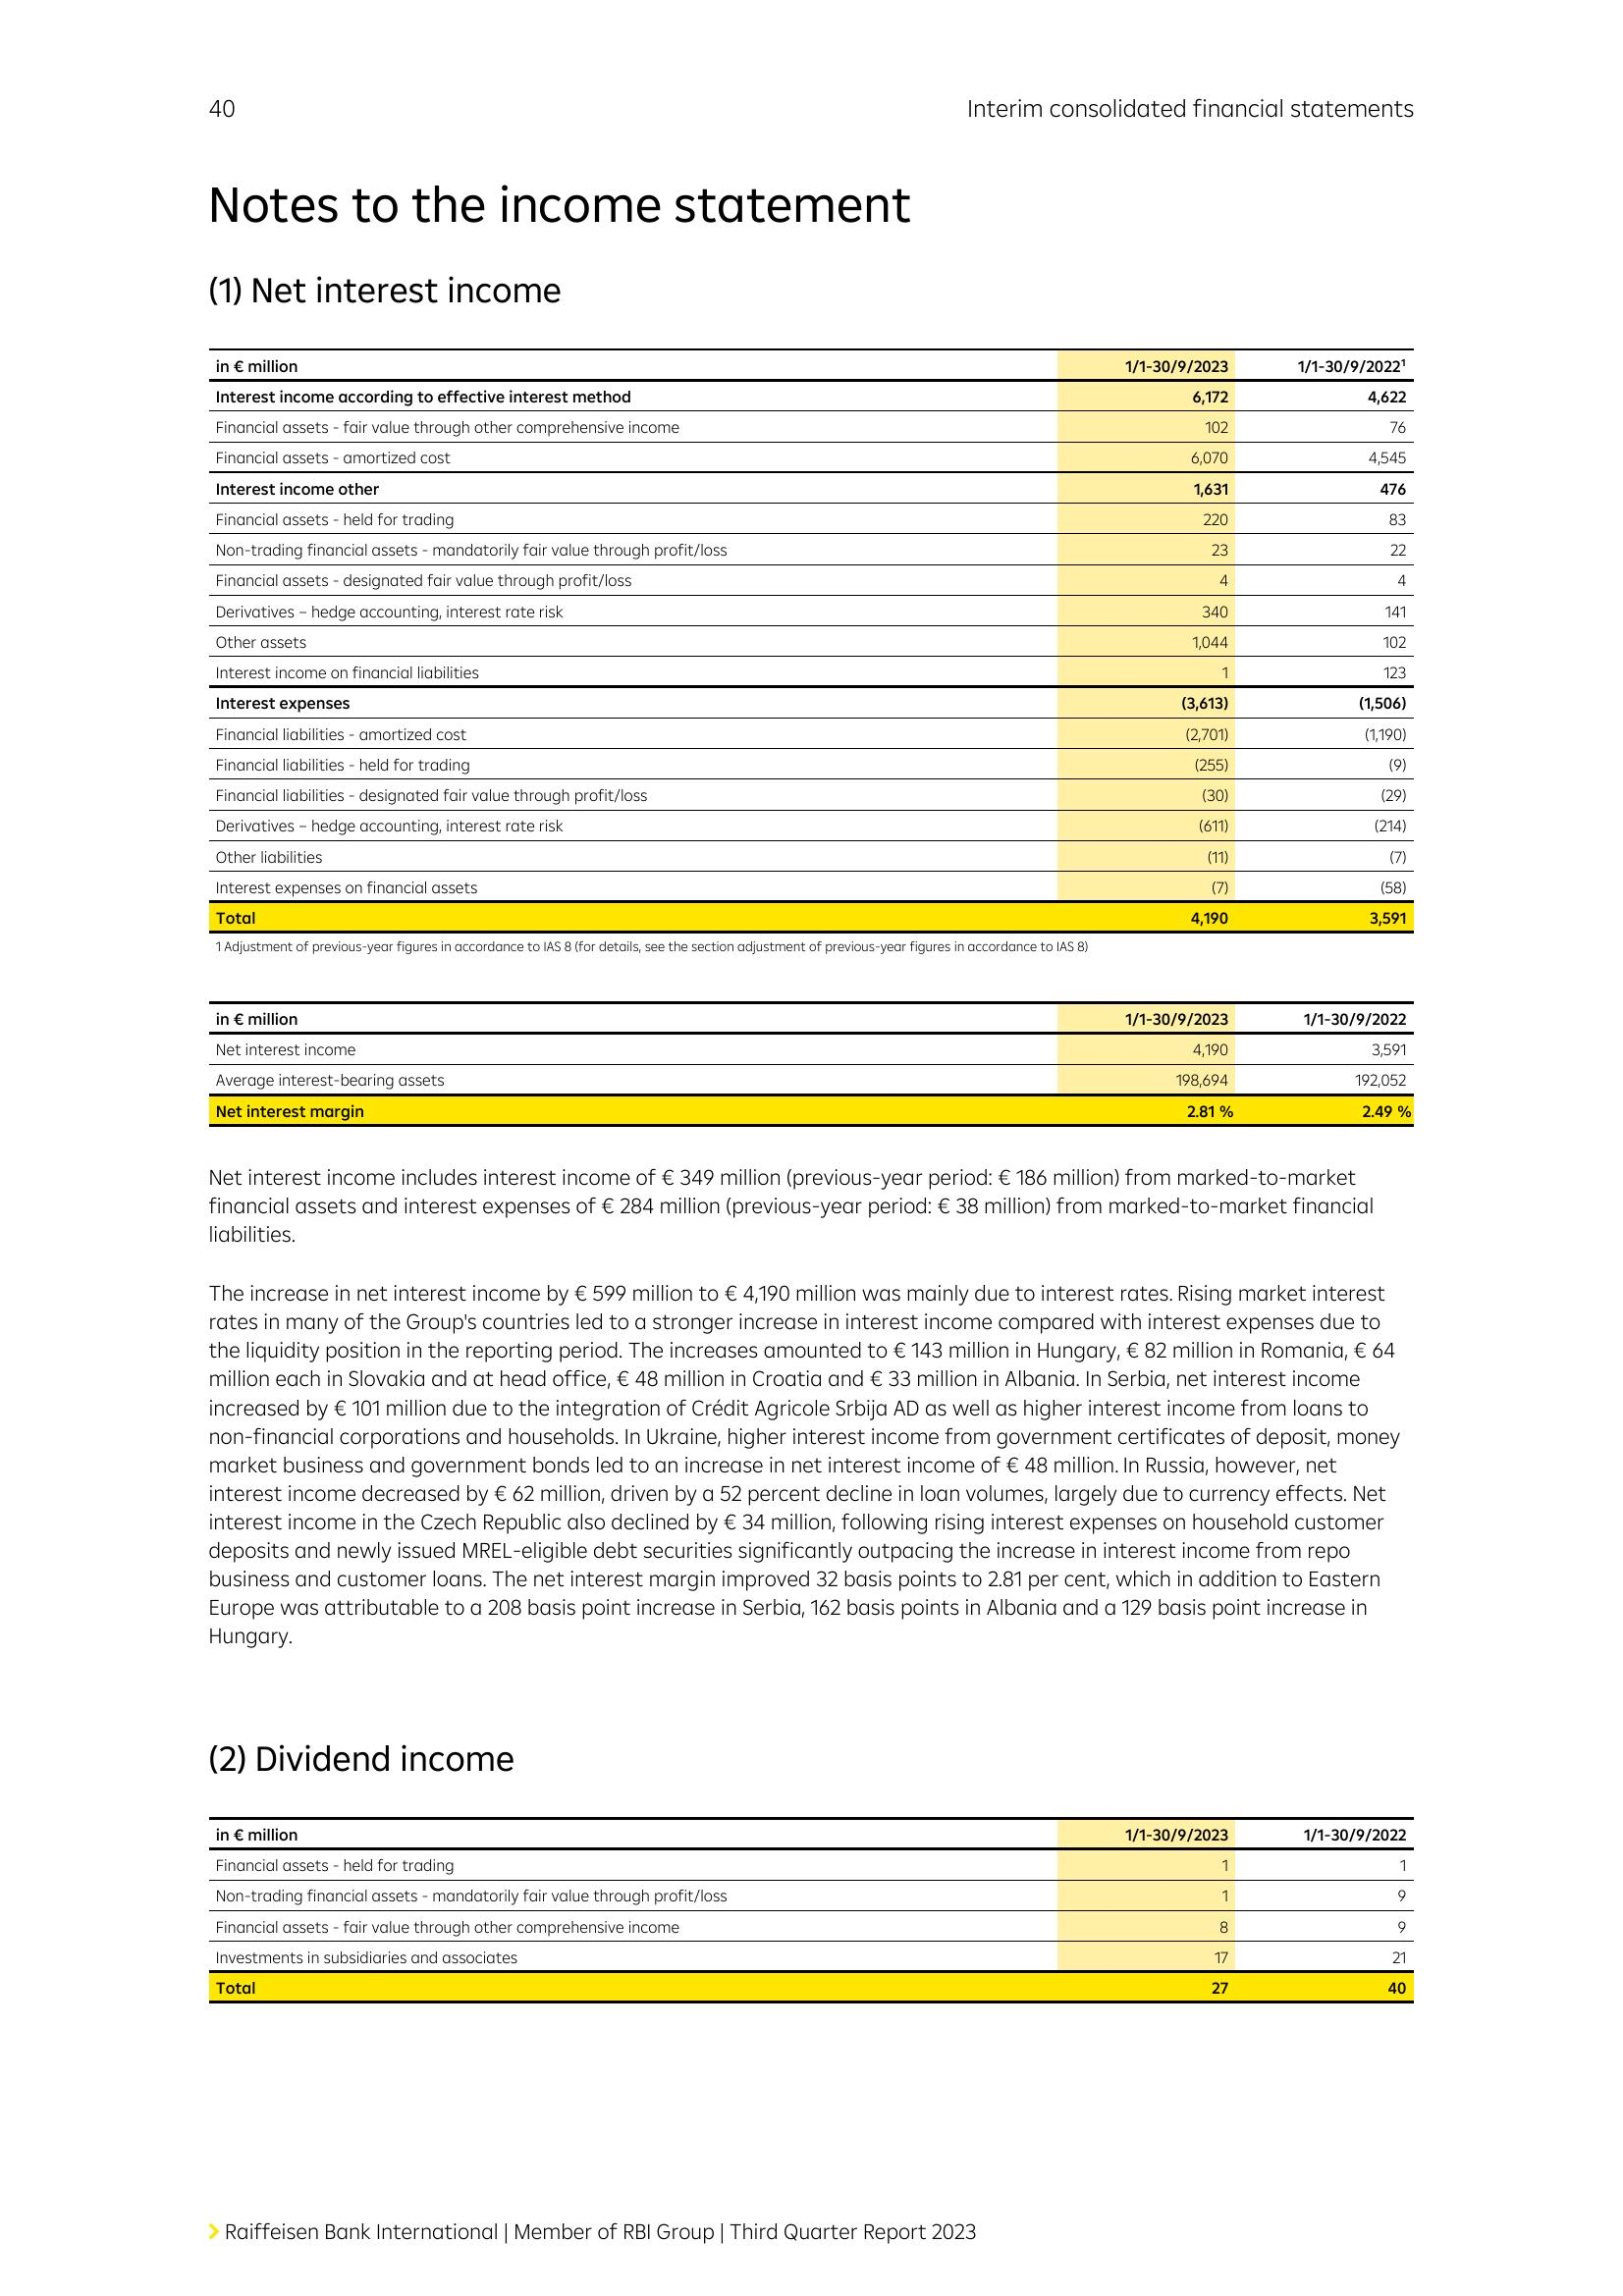 40 Interim consolidated financial statements
Notes to the income statement
(1) Net interest income
in € million 1/1-30/9/2023 1/1-30/9/2022¹
Interest income according to effective interest method 6,172 4,622
Financial assets - fair value through other comprehensive income 102 76
Financial assets - amortized cost 6,070 4,545
Interest income other 1,631 476
Financial assets - held for trading 220 83
Non-trading financial assets - mandatorily fair value through profit/loss 23 22
Financial assets - designated fair value through profit/loss 4 4
Derivatives – hedge accounting, interest rate risk 340 141
Other assets 1,044 102
Interest income on financial liabilities 1 123
Interest expenses (3,613) (1,506)
Financial liabilities - amortized cost (2,701) (1,190)
Financial liabilities - held for trading (255) (9)
Financial liabilities - designated fair value through profit/loss (30) (29)
Derivatives – hedge accounting, interest rate risk (611) (214)
Other liabilities (11) (7)
Interest expenses on financial assets (7) (58)
Total 4,190 3,591
1 Adjustment of previous-year figures in accordance to IAS 8 (for details, see the section adjustment of previous-year figures in accordance to IAS 8)
in € million 1/1-30/9/2023 1/1-30/9/2022
Net interest income 4,190 3,591
Average interest-bearing assets 198,694 192,052
Net interest margin 2.81 % 2.49 %
Net interest income includes interest income of € 349 million (previous-year period: € 186 million) from marked-to-market
financial assets and interest expenses of € 284 million (previous-year period: € 38 million) from marked-to-market financial
liabilities.
The increase in net interest income by € 599 million to € 4,190 million was mainly due to interest rates. Rising market interest
rates in many of the Group's countries led to a stronger increase in interest income compared with interest expenses due to
the liquidity position in the reporting period. The increases amounted to € 143 million in Hungary, € 82 million in Romania, € 64
million each in Slovakia and at head office, € 48 million in Croatia and € 33 million in Albania. In Serbia, net interest income
increased by € 101 million due to the integration of Crédit Agricole Srbija AD as well as higher interest income from loans to
non-financial corporations and households. In Ukraine, higher interest income from government certificates of deposit, money
market business and government bonds led to an increase in net interest income of € 48 million. In Russia, however, net
interest income decreased by € 62 million, driven by a 52 percent decline in loan volumes, largely due to currency effects. Net
interest income in the Czech Republic also declined by € 34 million, following rising interest expenses on household customer
deposits and newly issued MREL-eligible debt securities significantly outpacing the increase in interest income from repo
business and customer loans. The net interest margin improved 32 basis points to 2.81 per cent, which in addition to Eastern
Europe was attributable to a 208 basis point increase in Serbia, 162 basis points in Albania and a 129 basis point increase in
Hungary.
(2) Dividend income
in € million 1/1-30/9/2023 1/1-30/9/2022
Financial assets - held for trading 1 1
Non-trading financial assets - mandatorily fair value through profit/loss 1 9
Financial assets - fair value through other comprehensive income 8 9
Investments in subsidiaries and associates 17 21
Total 27 40
Raiffeisen Bank International | Member of RBI Group | Third Quarter Report 2023